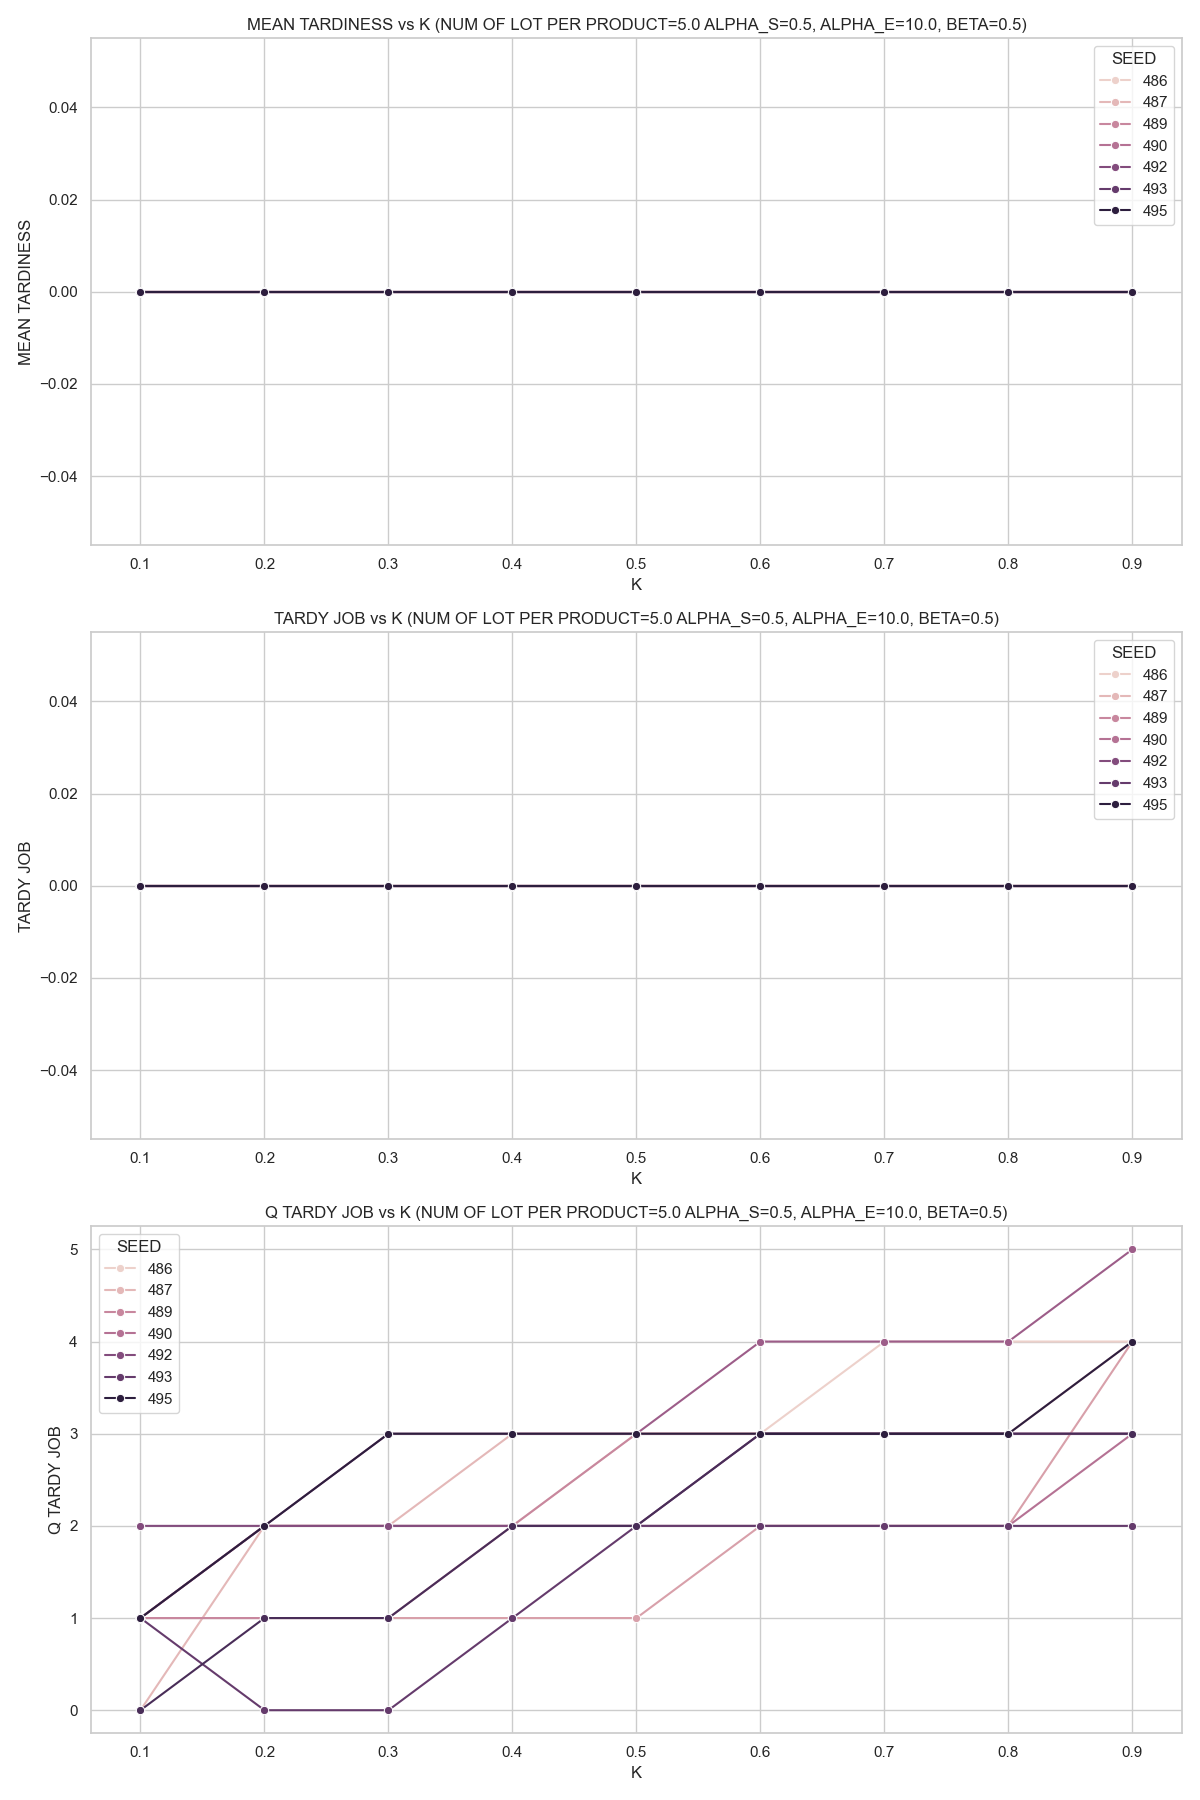 MEAN TARDINESS vs K (NUM OF LOT PER PRODUCT=5.0 ALPHA_S=0.5, ALPHA_E=10.0, BETA=0.5)
SEED
486
487
489
490
492
493
495
0.04
0.02
0.00
−0.02
−0.04
MEAN TARDINESS
0.1 0.2 0.3 0.4 0.5 0.6 0.7 0.8 0.9
K
TARDY JOB vs K (NUM OF LOT PER PRODUCT=5.0 ALPHA_S=0.5, ALPHA_E=10.0, BETA=0.5)
SEED
486
487
489
490
492
493
495
0.04
0.02
0.00
−0.02
−0.04
TARDY JOB
0.1 0.2 0.3 0.4 0.5 0.6 0.7 0.8 0.9
K
Q TARDY JOB vs K (NUM OF LOT PER PRODUCT=5.0 ALPHA_S=0.5, ALPHA_E=10.0, BETA=0.5)
SEED
486
487
489
490
492
493
495
5
4
3
2
1
0
Q TARDY JOB
0.1 0.2 0.3 0.4 0.5 0.6 0.7 0.8 0.9
K